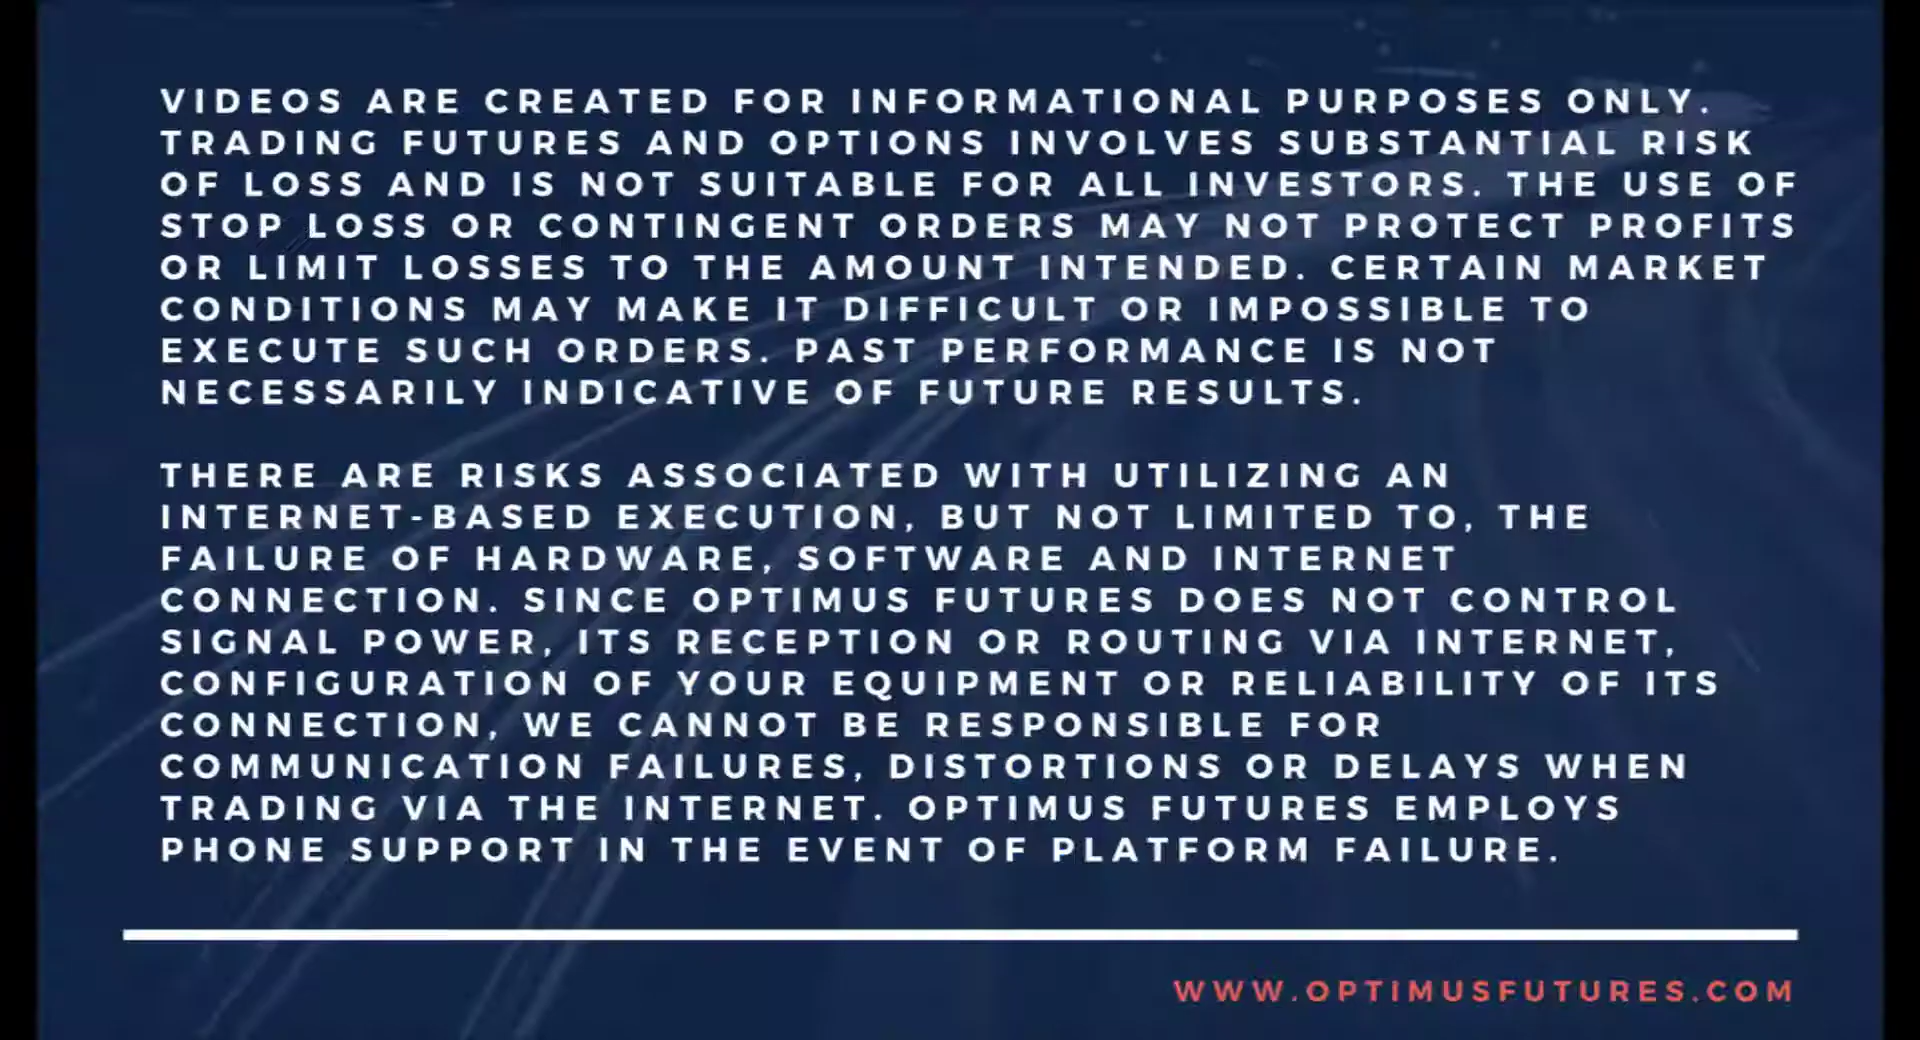 VIDEOS ARE CREATED FOR INFORMATIONAL PURPOSES ONLY.
TRADING FUTURES AND OPTIONS INVOLVES SUBSTANTIAL RISK
OF LOSS AND IS NOT SUITABLE FOR ALL INVESTORS. THE USE OF
STOP LOSS OR CONTINGENT ORDERS MAY NOT PROTECT PROFITS
OR LIMIT LOSSES TO THE AMOUNT INTENDED. CERTAIN MARKET
CONDITIONS MAY MAKE IT DIFFICULT OR IMPOSSIBLE TO
EXECUTE SUCH ORDERS. PAST PERFORMANCE IS NOT
NECESSARILY INDICATIVE OF FUTURE RESULTS.
THERE ARE RISKS ASSOCIATED WITH UTILIZING AN
INTERNET-BASED EXECUTION, BUT NOT LIMITED TO, THE
FAILURE OF HARDWARE, SOFTWARE AND INTERNET
CONNECTION. SINCE OPTIMUS FUTURES DOES NOT CONTROL
SIGNAL POWER, ITS RECEPTION OR ROUTING VIA INTERNET,
CONFIGURATION OF YOUR EQUIPMENT OR RELIABILITY OF ITS
CONNECTION, WE CANNOT BE RESPONSIBLE FOR
COMMUNICATION FAILURES, DISTORTIONS OR DELAYS WHEN
TRADING VIA THE INTERNET. OPTIMUS FUTURES EMPLOYS
PHONE SUPPORT IN THE EVENT OF PLATFORM FAILURE.
WWW.OPTIMUSFUTURES.COM